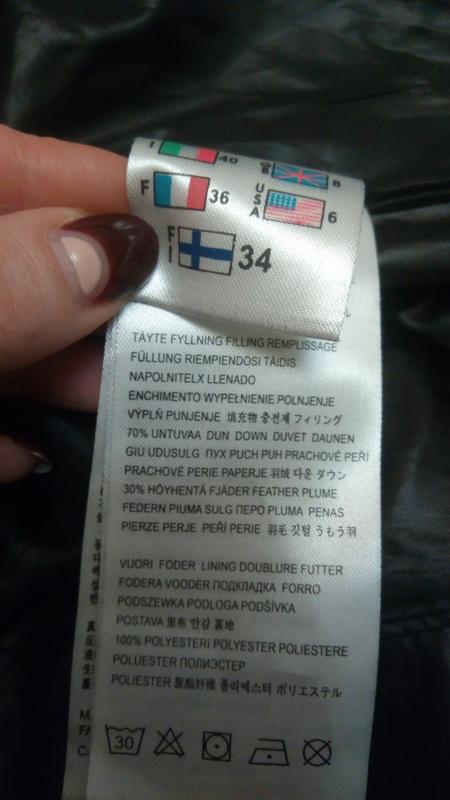 I 40 GB 8
F 36 USA 6
FI 34
TÄYTE FYLLNING FILLING REMPLISSAGE
FÜLLUNG RIEMPIENDOSI TÄIDIS
NAPOLNITELX LLENADO
ENCHIMENTO WYPEŁNIENIE POLNJENJE
VÝPLŇ PUNJENJE 填充物 충전재 フィリング
70% UNTUVAA DUN DOWN DUVET DAUNEN
GIÙ UDUSULG ПУХ PUCH PUH PRACHOVÉ PEŘÍ
PRACHOVÉ PERIE PAPERJE 羽绒 다운 ダウン
30% HÖYHENTÄ FJÄDER FEATHER PLUME
FEDERN PIUMA SULG ПЕРО PLUMA PENAS
PIERZE PERJE PEŘÍ PERIE 羽毛 깃털 うもう羽
VUORI FODER LINING DOUBLURE FUTTER
FODERA VOODER ПОДКЛАДКА FORRO
PODSZEWKA PODLOGA PODŠÍVKA
POSTAVA 里布 안감 裏地
100% POLYESTERI POLYESTER POLIESTERE
POLÜESTER ПОЛИЭСТЕР
POLIESTER 聚酯纤维 폴리에스터 ポリエステル
30